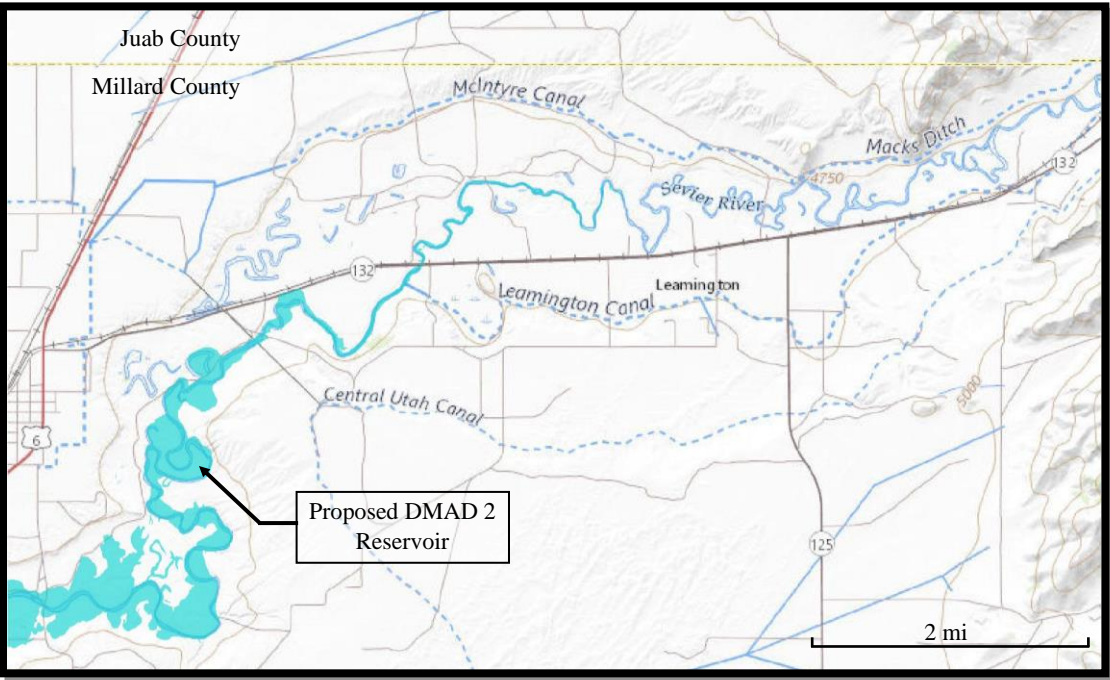 Juab County
Millard County
McIntyre Canal
Macks Ditch
132
4750
Sevier River
132
Leamington
Leamington Canal
5000
Central Utah Canal
6
Proposed DMAD 2
Reservoir
125
2 mi